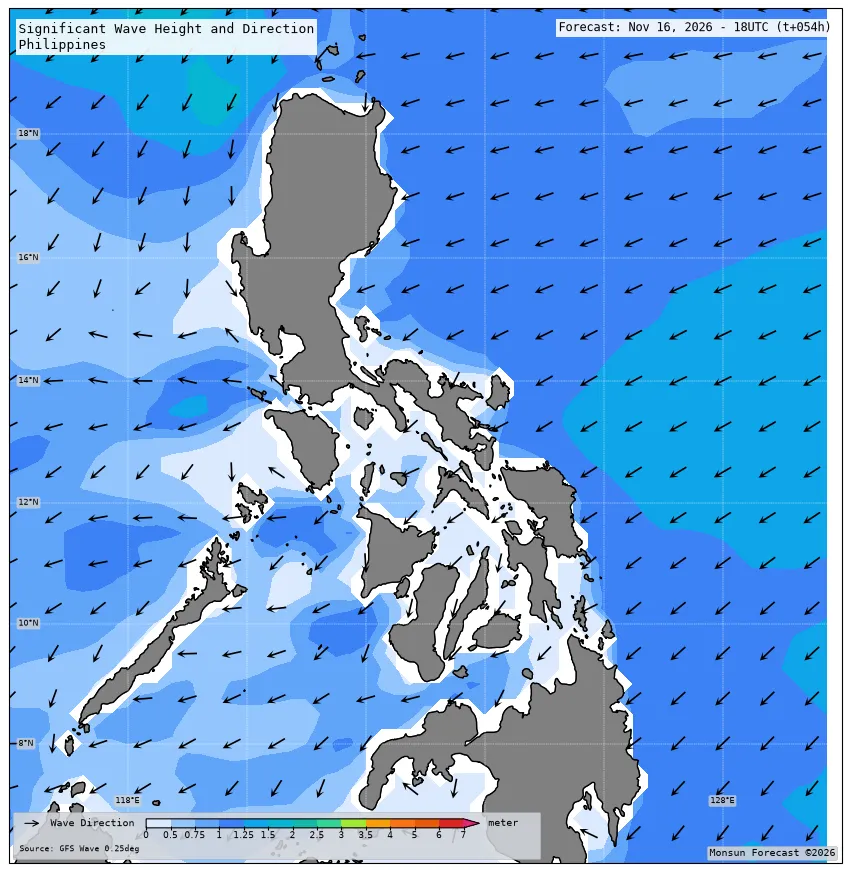 Significant Wave Height and Direction
Philippines
Forecast: Nov 16, 2026 - 18UTC (t+054h)
18°N
16°N
14°N
12°N
10°N
8°N
118°E
128°E
Wave Direction
0 0.5 0.75 1 1.25 1.5 2 2.5 3 3.5 4 5 6 7
meter
Source: GFS Wave 0.25deg
Monsun Forecast ©2026